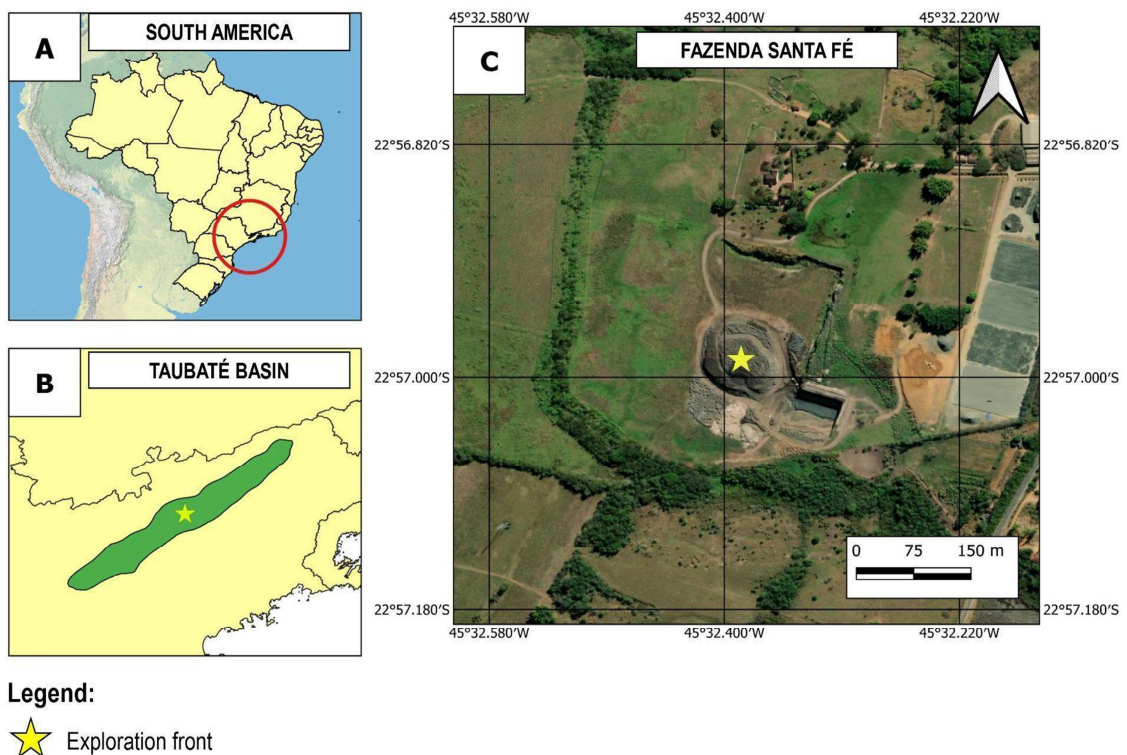 A
SOUTH AMERICA
B
TAUBATÉ BASIN
C
FAZENDA SANTA FÉ
45°32.580'W 45°32.400'W 45°32.220'W
22°56.820'S 22°56.820'S
22°57.000'S 22°57.000'S
0 75 150 m
22°57.180'S 22°57.180'S
45°32.580'W 45°32.400'W 45°32.220'W
Legend:
Exploration front